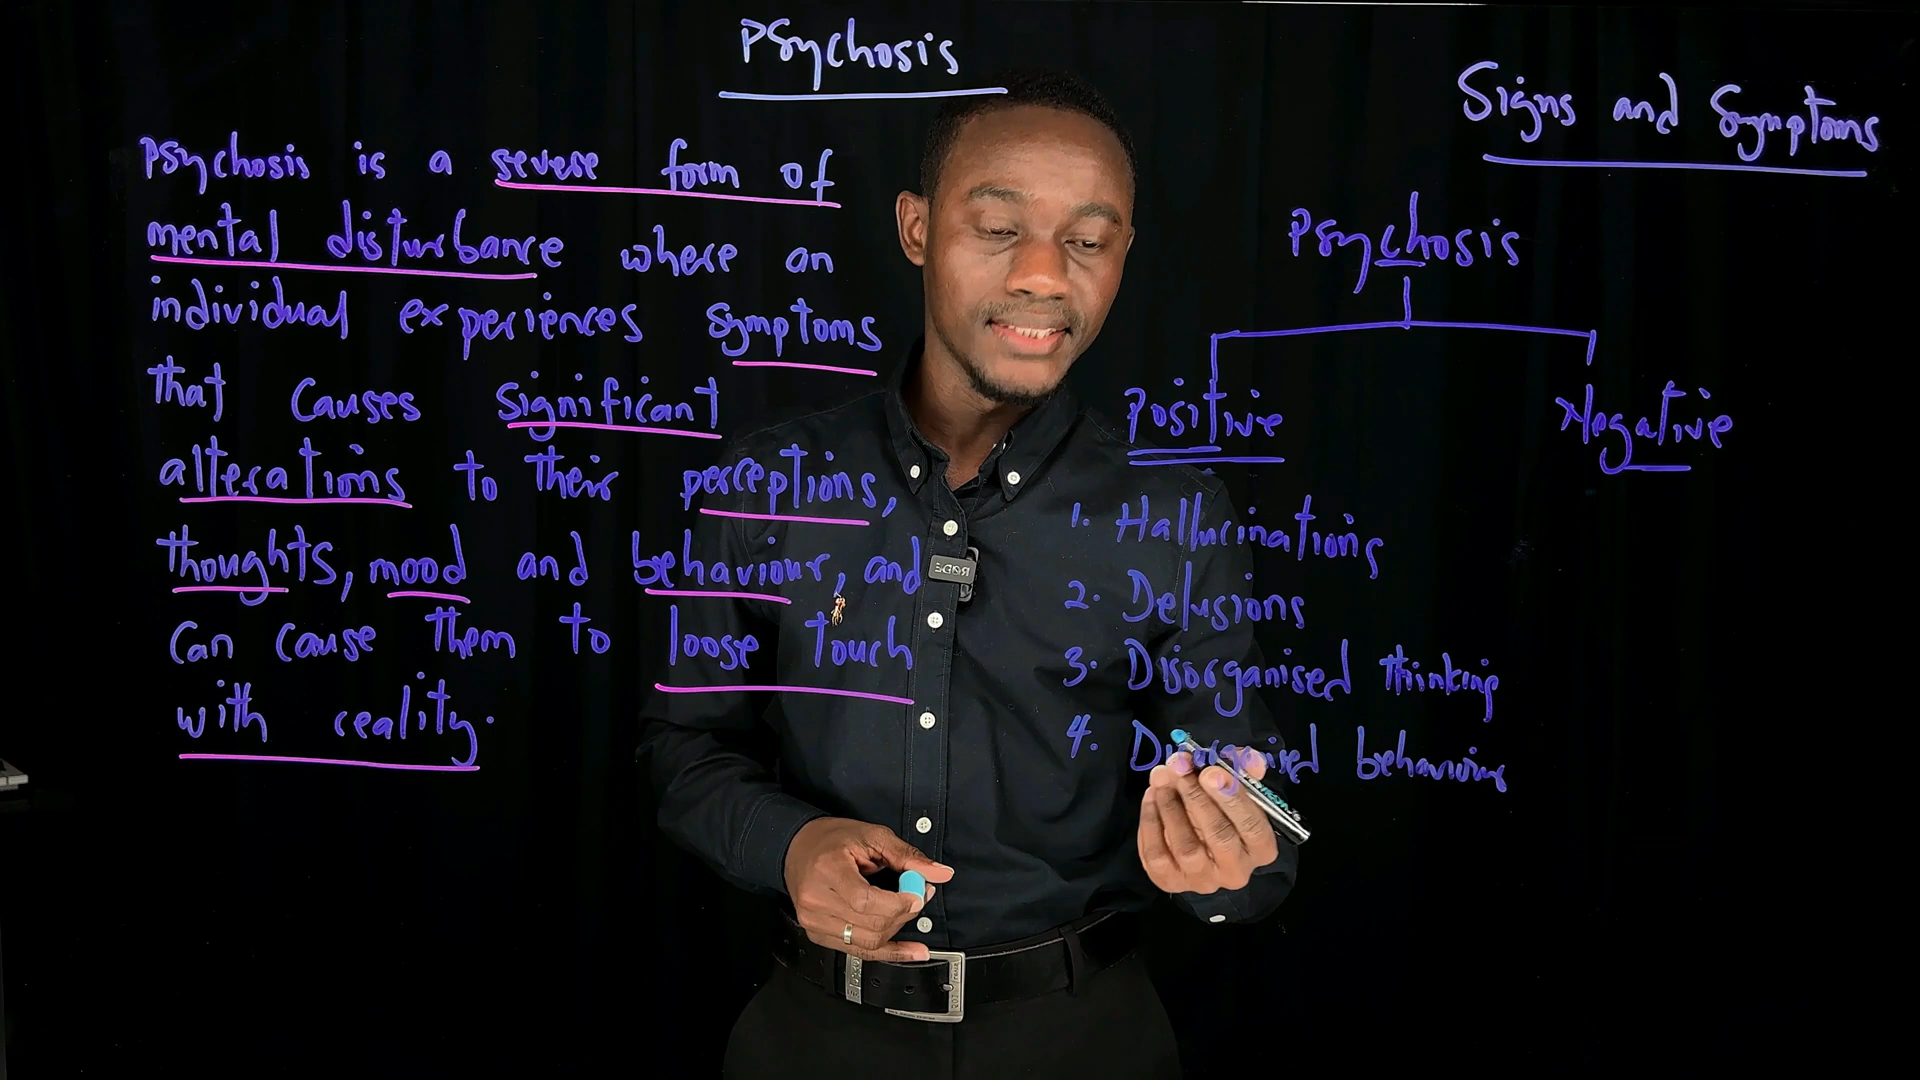 Psychosis
Psychosis is a severe form of
mental disturbance where an
individual experiences symptoms
that causes significant
alterations to their perceptions,
thoughts, mood and behaviour, and
can cause them to loose touch
with reality.
Signs and Symptoms
Psychosis
Positive
Negative
1. Hallucinations
2. Delusions
3. Disorganised thinking
4. Disorganised behaviour
RØDE